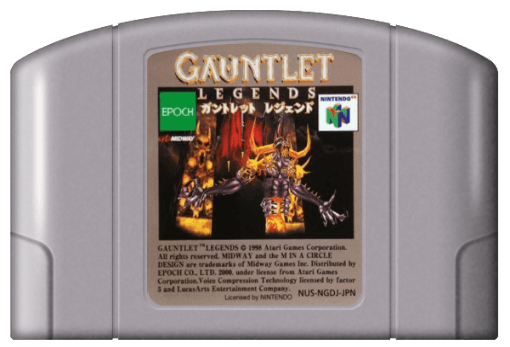 GAUNTLET
LEGENDS
ガントレット レジェンド
EPOCH
MIDWAY
NINTENDO 64
GAUNTLET™ LEGENDS © 1998 Atari Games Corporation.
All rights reserved. MIDWAY and the M IN A CIRCLE
DESIGN are trademarks of Midway Games Inc. Distributed by
EPOCH CO., LTD. 2000. under license from Atari Games
Corporation,Voice Compression Technology licensed by factor
5 and LucasArts Entertainment Company.
Licensed by NINTENDO
NUS-NGDJ-JPN